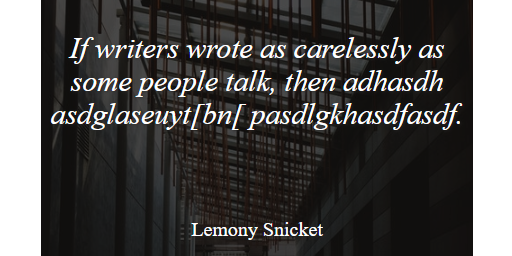 If writers wrote as carelessly as
some people talk, then adhasdh
asdglaseuyt[bn[ pasdlgkhasdfasdf.
Lemony Snicket